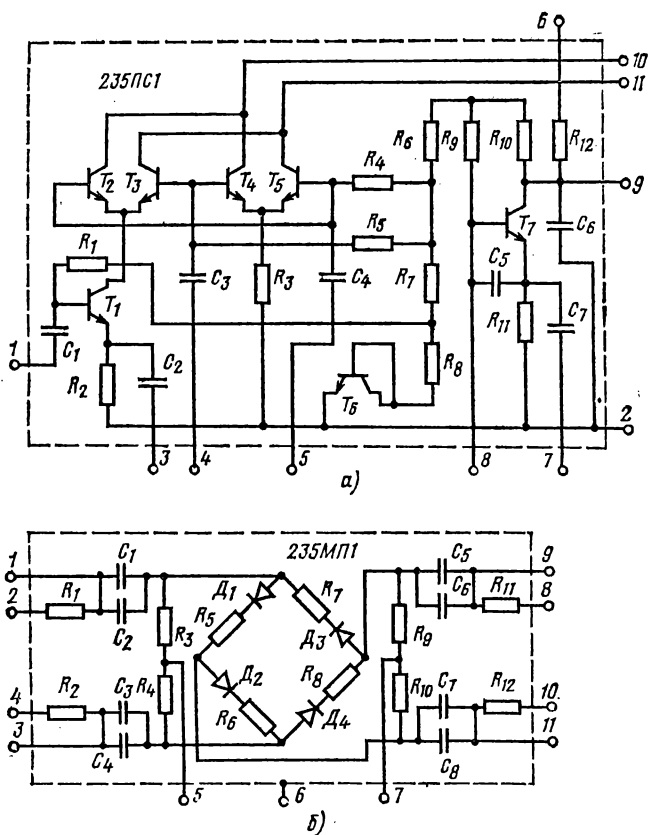 6
10
11
235ПС1
R6 R9 R10 R12
T2 T3 T4 T5 R4
9
T7
R5
C6
R1
C3 R3 C4 R7 C5
R11 C7
T1
1 C1
R2 C2 R8
T6
2
3 4 5 8 7
а)
235МП1
1 C1 C5 9
Д1 R7
2 R1 C2 R5 C6 R11 8
R3 Д3 R9
4 R2 C3 R4 Д2 R8 R10 C7 R12 10
R6 Д4
3 C4 C8 11
5 6 7
б)